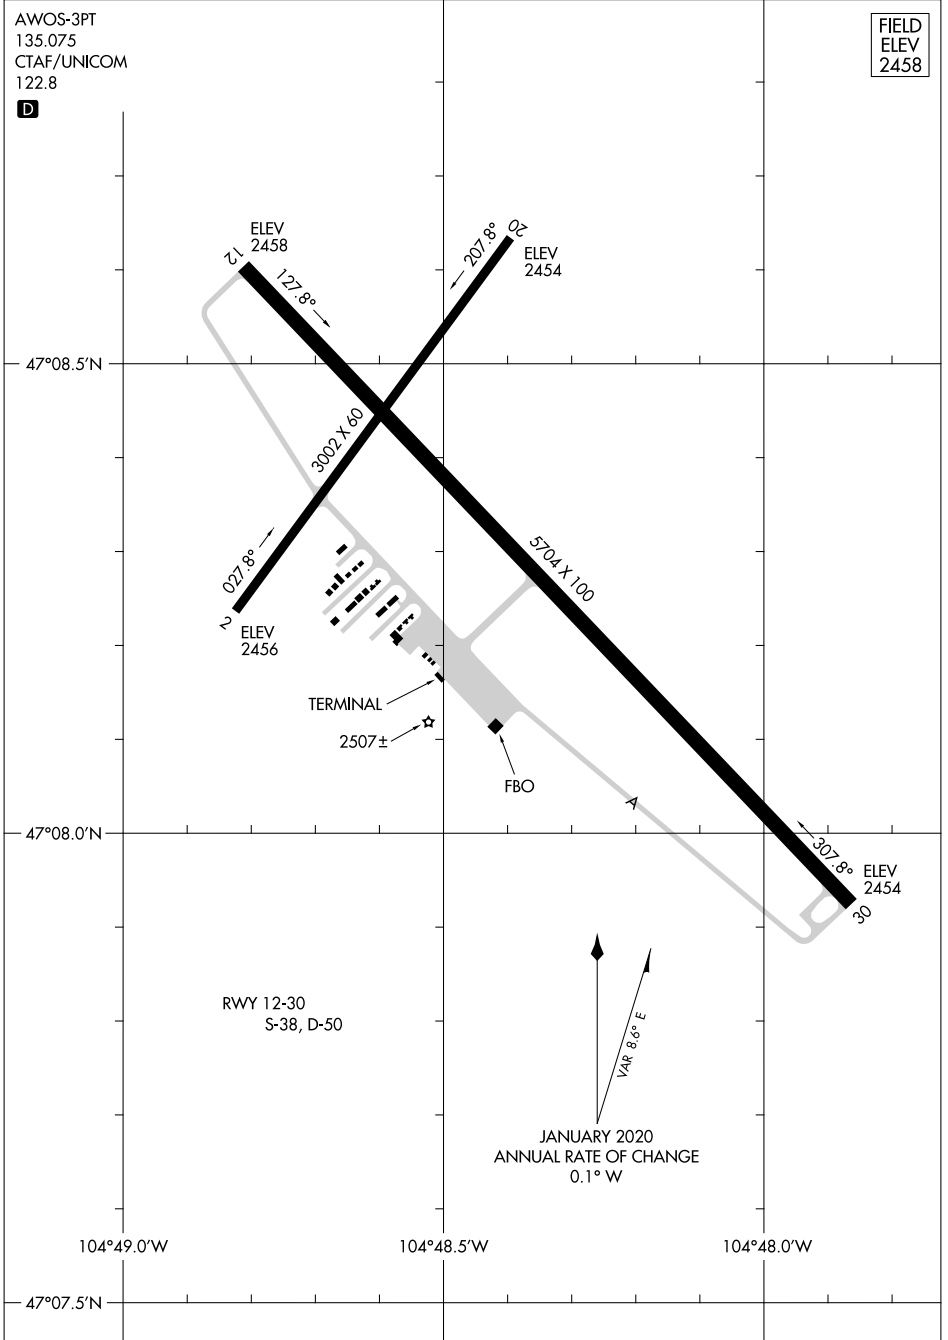 AWOS-3PT
135.075
CTAF/UNICOM
122.8
D
FIELD
ELEV
2458
ELEV
2458
12
127.8°
207.8°
20
ELEV
2454
47°08.5'N
3002 X 60
027.8°
2
ELEV
2456
5704 X 100
TERMINAL
2507±
FBO
A
47°08.0'N
307.8°
ELEV
2454
30
RWY 12-30
S-38, D-50
VAR 8.6° E
JANUARY 2020
ANNUAL RATE OF CHANGE
0.1° W
104°49.0'W
104°48.5'W
104°48.0'W
47°07.5'N